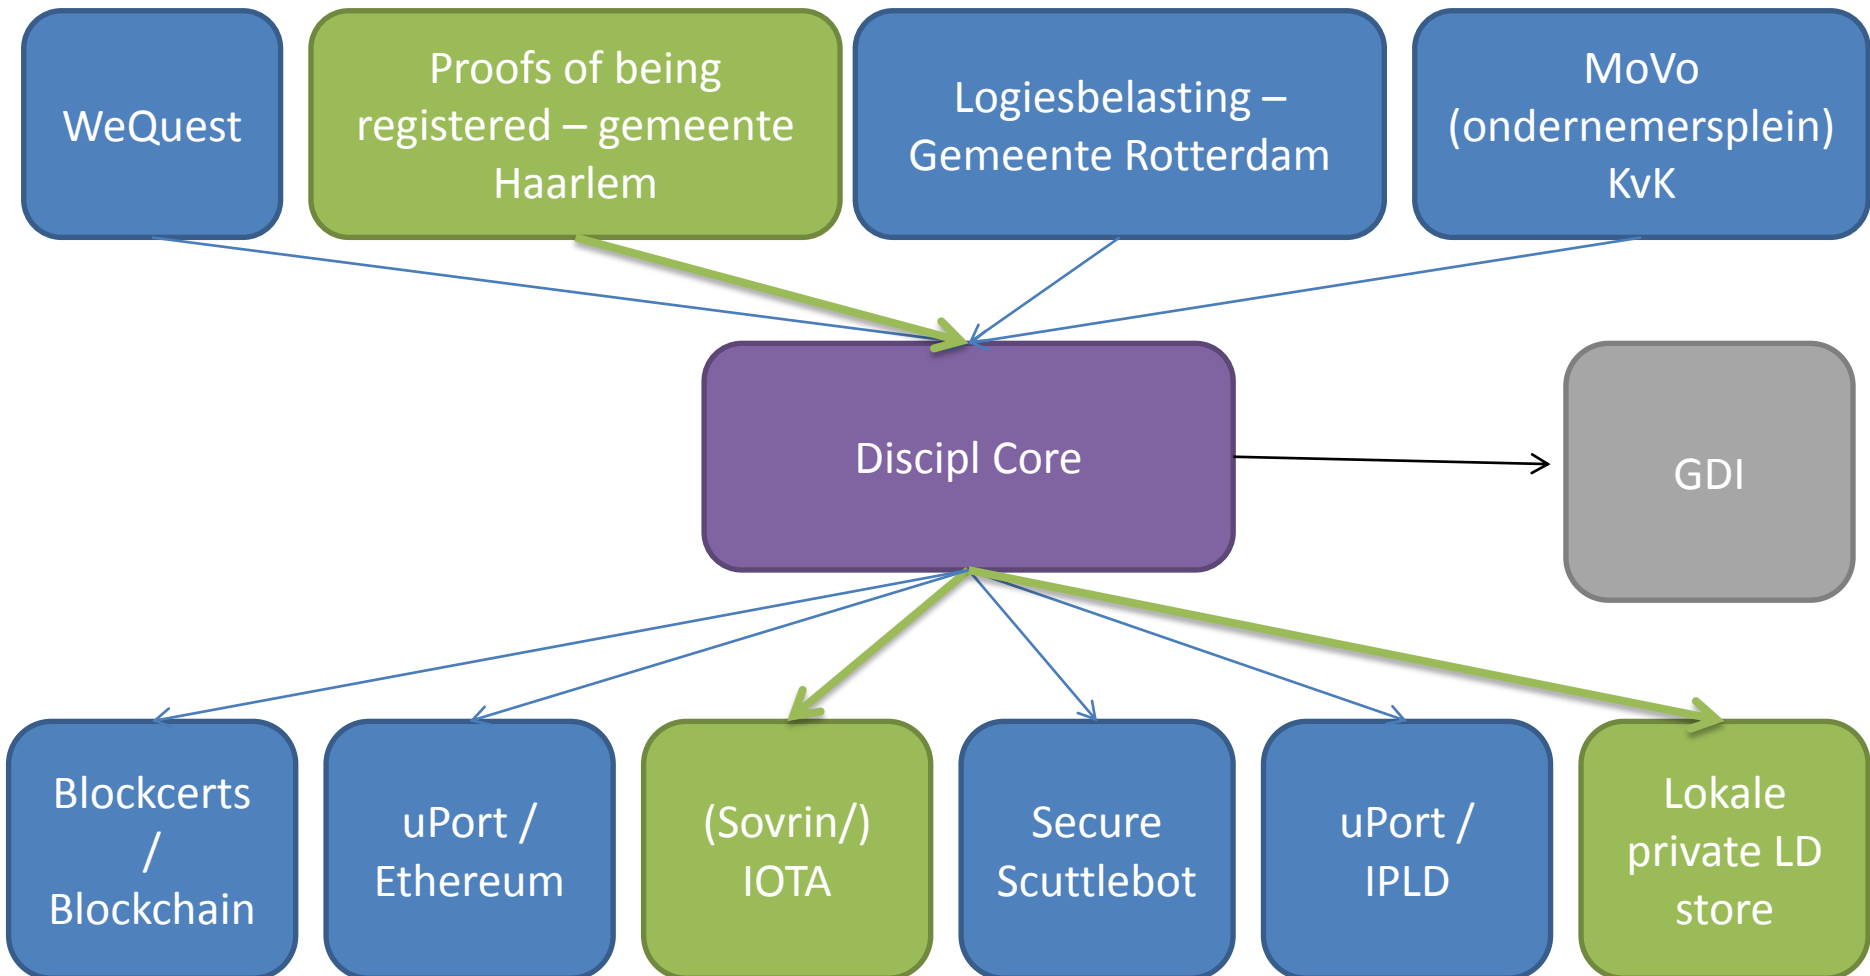 WeQuest
Proofs of being
registered – gemeente
Haarlem
Logiesbelasting –
Gemeente Rotterdam
MoVo
(ondernemersplein)
KvK
Discipl Core
GDI
Blockcerts
/
Blockchain
uPort /
Ethereum
(Sovrin/)
IOTA
Secure
Scuttlebot
uPort /
IPLD
Lokale
private LD
store